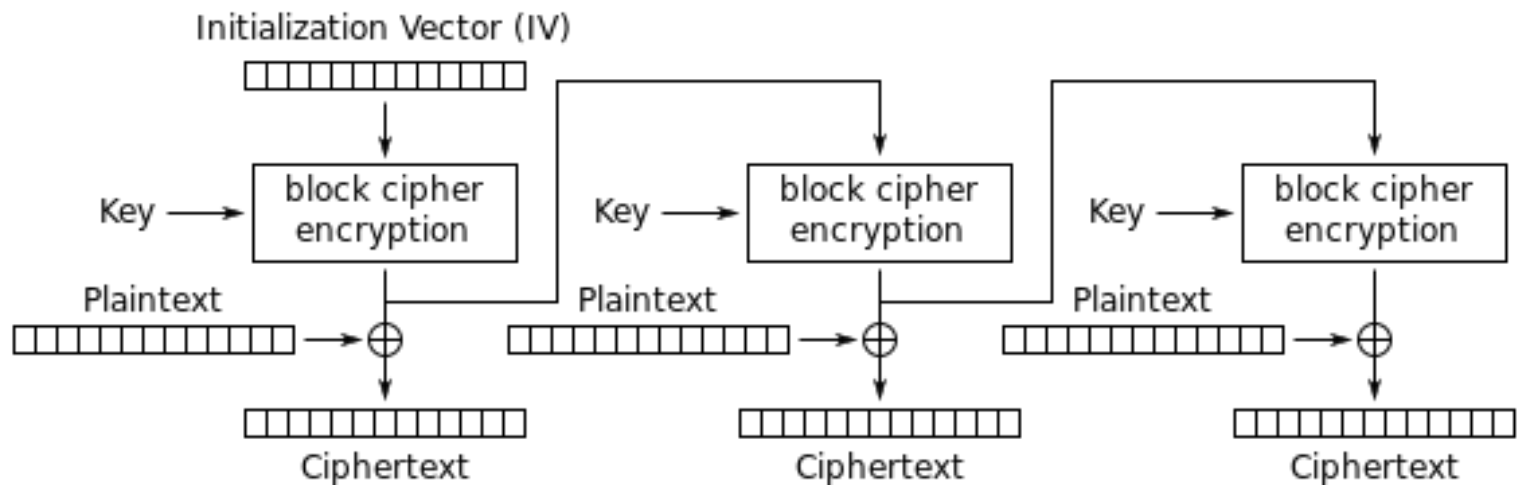 Initialization Vector (IV)
block cipher
encryption
Key
Plaintext
Ciphertext
block cipher
encryption
Key
Plaintext
Ciphertext
block cipher
encryption
Key
Plaintext
Ciphertext